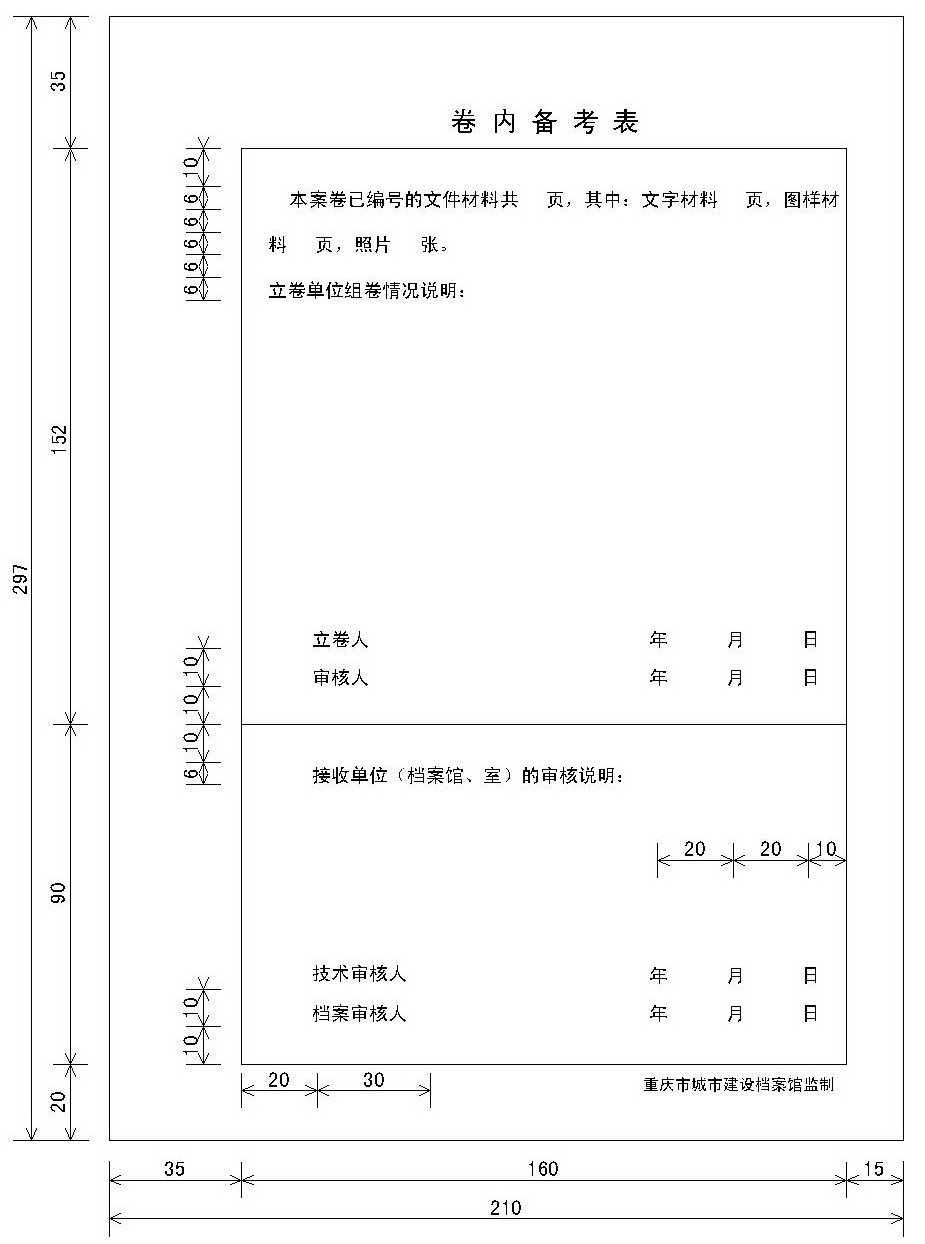 卷内备考表
35
10
本案卷已编号的文件材料共 页，其中：文字材料 页，图样材
6
6
料 页，照片 张。
6
6
立卷单位组卷情况说明：
6
152
297
立卷人 年 月 日
10
审核人 年 月 日
10
10
接收单位（档案馆、室）的审核说明：
6
20 20 10
90
技术审核人 年 月 日
10
档案审核人 年 月 日
10
20 30
重庆市城市建设档案馆监制
20
35 160 15
210